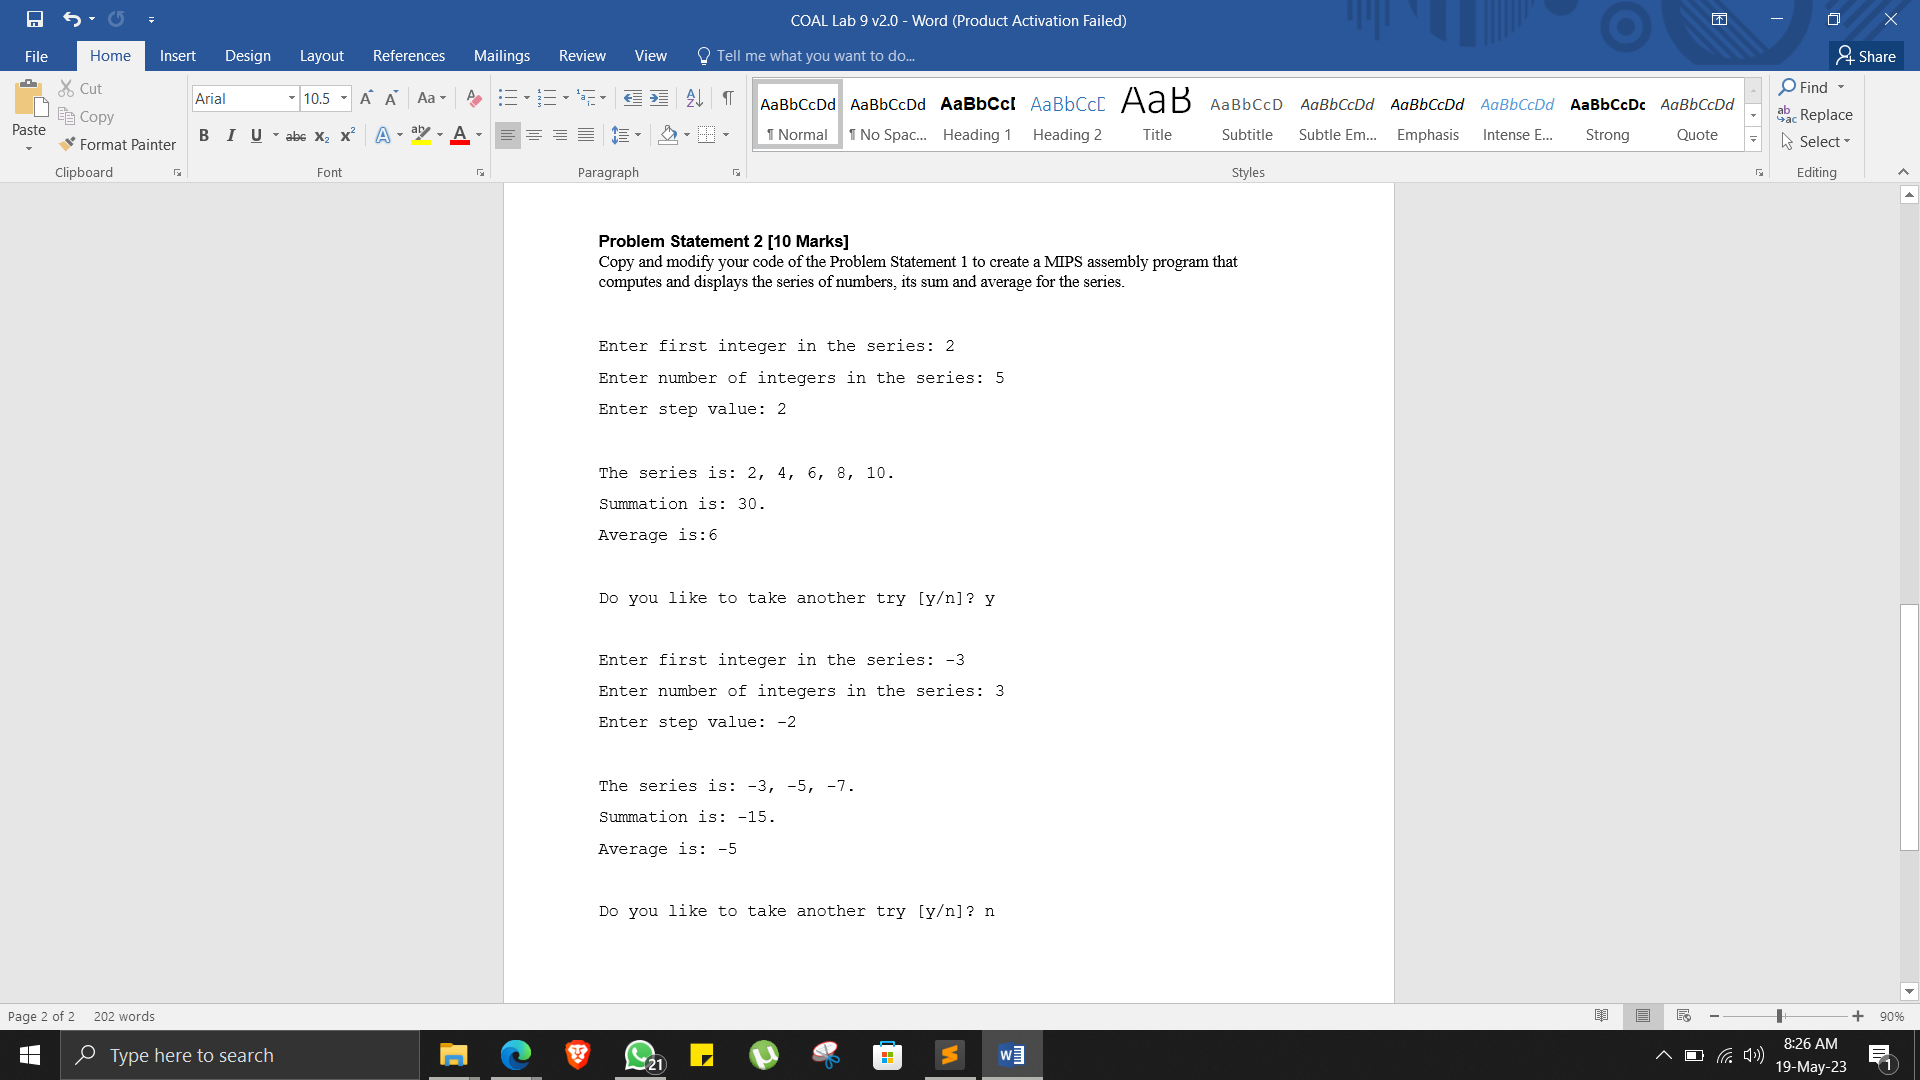 COAL Lab 9 v2.0 - Word (Product Activation Failed)
File Home Insert Design Layout References Mailings Review View Tell me what you want to do... Share
Paste
Cut
Copy
Format Painter
Clipboard
Arial 10.5
Font
Paragraph
AaBbCcDd AaBbCcDd AaBbCcI AaBbCcC AaB AaBbCcD AaBbCcDd AaBbCcDd AaBbCcDd AaBbCcDc AaBbCcDd
¶ Normal ¶ No Spac... Heading 1 Heading 2 Title Subtitle Subtle Em... Emphasis Intense E... Strong Quote
Styles
Find
Replace
Select
Editing
Problem Statement 2 [10 Marks]
Copy and modify your code of the Problem Statement 1 to create a MIPS assembly program that
computes and displays the series of numbers, its sum and average for the series.
Enter first integer in the series: 2
Enter number of integers in the series: 5
Enter step value: 2
The series is: 2, 4, 6, 8, 10.
Summation is: 30.
Average is:6
Do you like to take another try [y/n]? y
Enter first integer in the series: -3
Enter number of integers in the series: 3
Enter step value: -2
The series is: -3, -5, -7.
Summation is: -15.
Average is: -5
Do you like to take another try [y/n]? n
Page 2 of 2 202 words
90%
Type here to search
21
8:26 AM
19-May-23
1